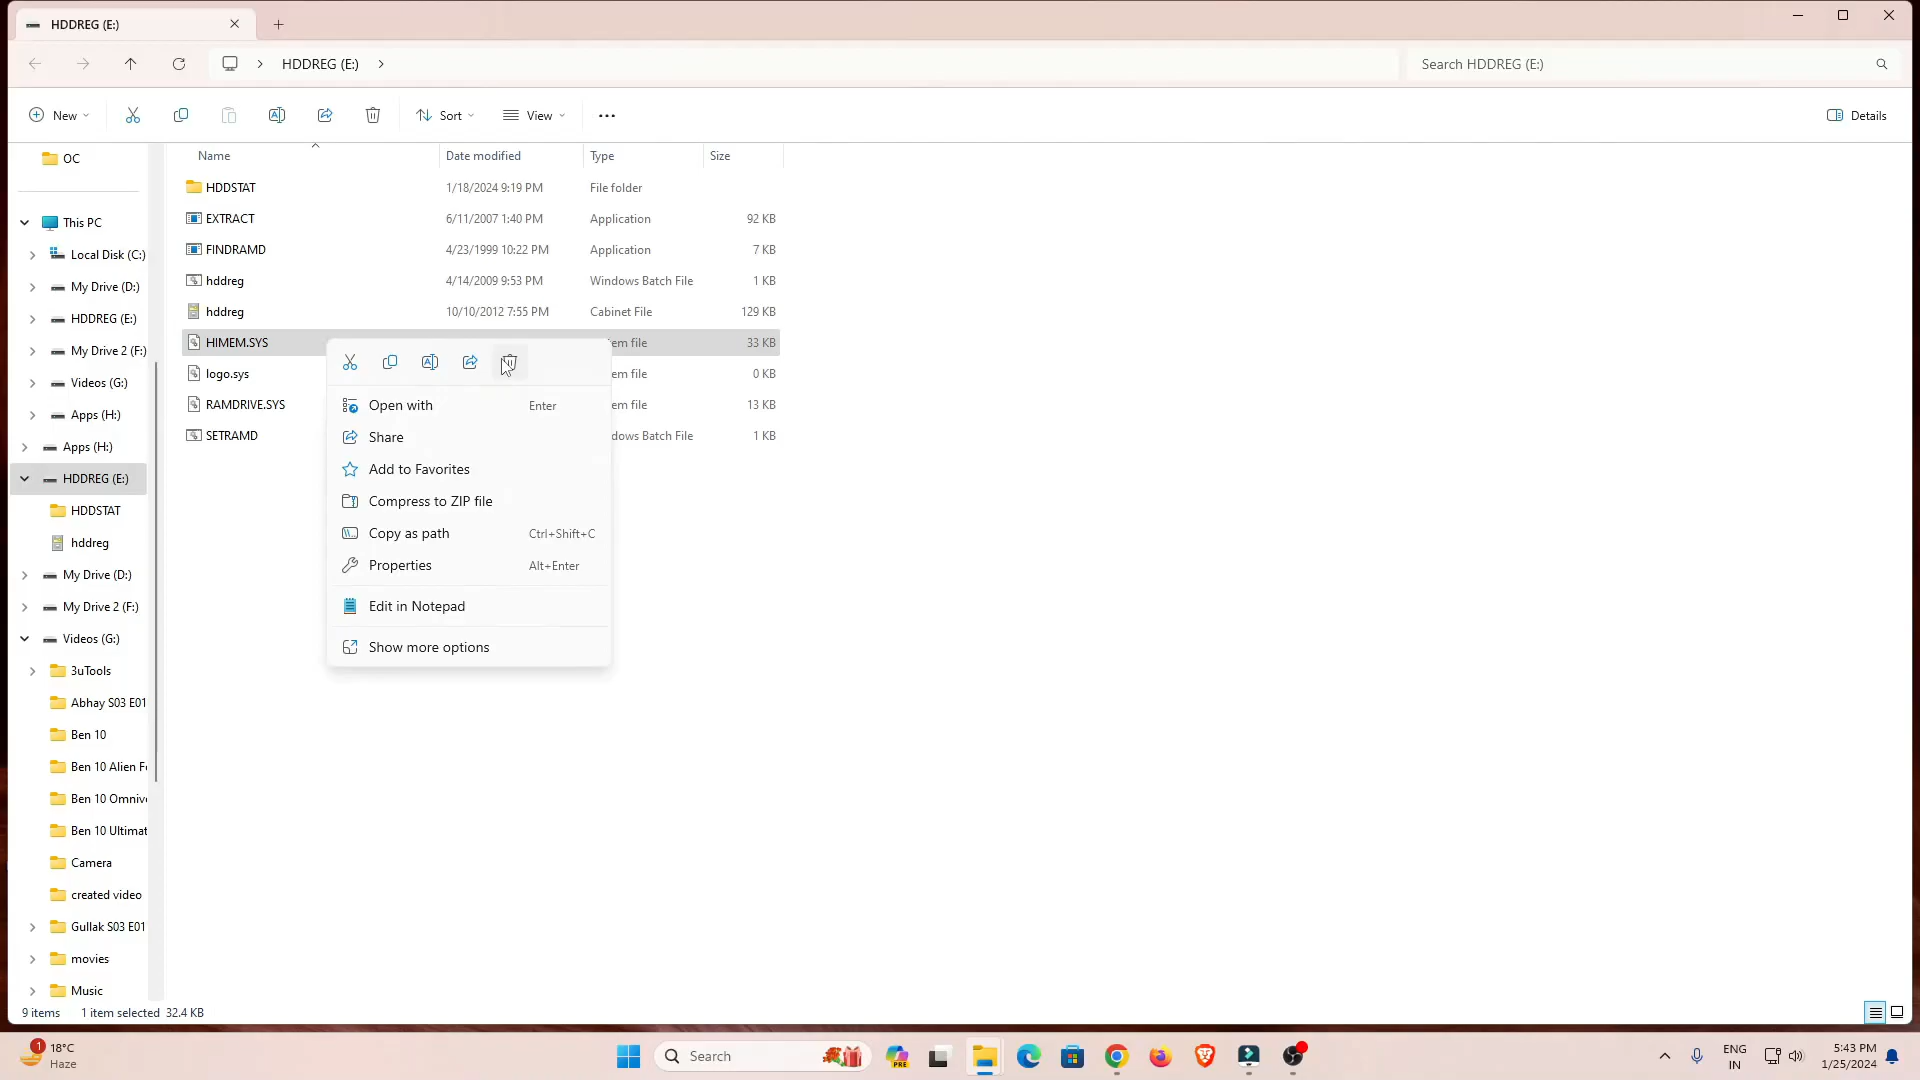 HDDREG (E:)
HDDREG (E:)
Search HDDREG (E:)
New
Sort
View
Details
Name
Date modified
Type
Size
HDDSTAT 1/18/2024 9:19 PM File folder
EXTRACT 6/11/2007 1:40 PM Application 92 KB
FINDRAMD 4/23/1999 10:22 PM Application 7 KB
hddreg 4/14/2009 9:53 PM Windows Batch File 1 KB
hddreg 10/10/2012 7:55 PM Cabinet File 129 KB
HIMEM.SYS em file 33 KB
logo.sys em file 0 KB
RAMDRIVE.SYS em file 13 KB
SETRAMD dows Batch File 1 KB
Open with Enter
Share
Add to Favorites
Compress to ZIP file
Copy as path Ctrl+Shift+C
Properties Alt+Enter
Edit in Notepad
Show more options
OC
This PC
Local Disk (C:)
My Drive (D:)
HDDREG (E:)
My Drive 2 (F:)
Videos (G:)
Apps (H:)
Apps (H:)
HDDREG (E:)
HDDSTAT
hddreg
My Drive (D:)
My Drive 2 (F:)
Videos (G:)
3uTools
Abhay S03 E01
Ben 10
Ben 10 Alien Fo
Ben 10 Omnive
Ben 10 Ultimat
Camera
created video
Gullak S03 E01
movies
Music
9 items 1 item selected 32.4 KB
1
18°C
Haze
Search
PRE
ENG
IN
5:43 PM
1/25/2024